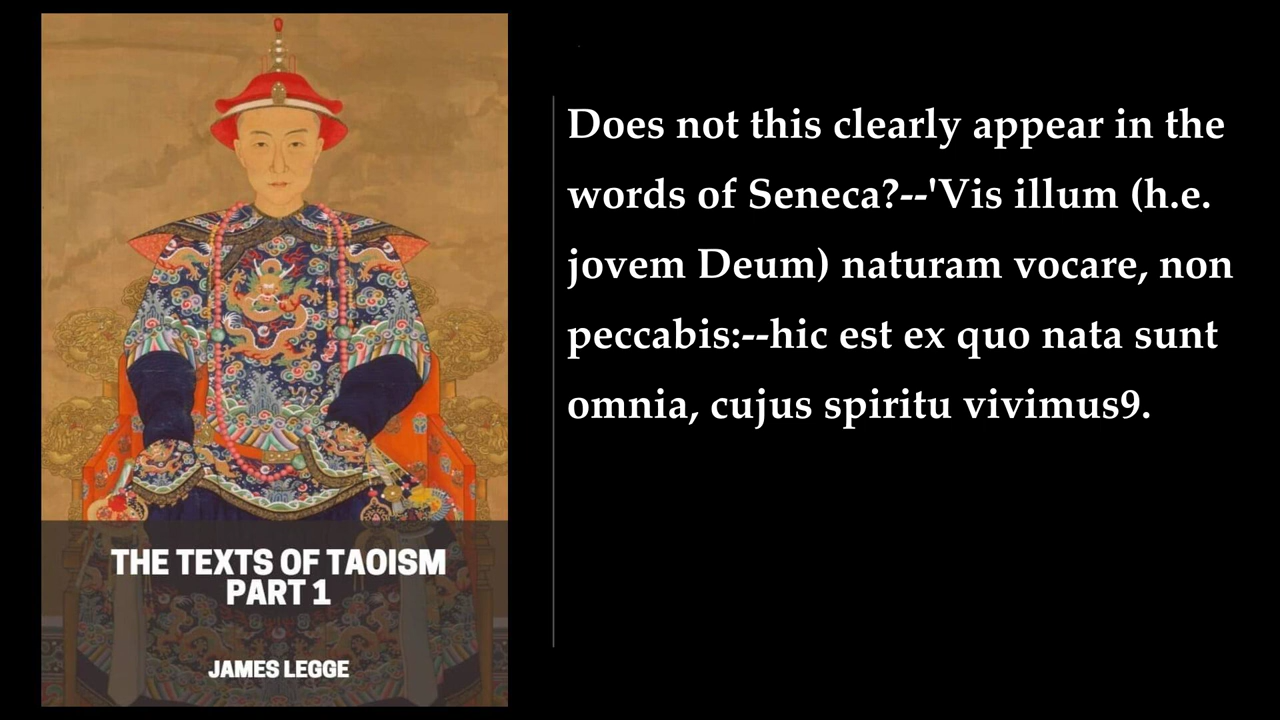 THE TEXTS OF TAOISM
PART 1
JAMES LEGGE
Does not this clearly appear in the
words of Seneca?--'Vis illum (h.e.
jovem Deum) naturam vocare, non
peccabis:--hic est ex quo nata sunt
omnia, cujus spiritu vivimus9.